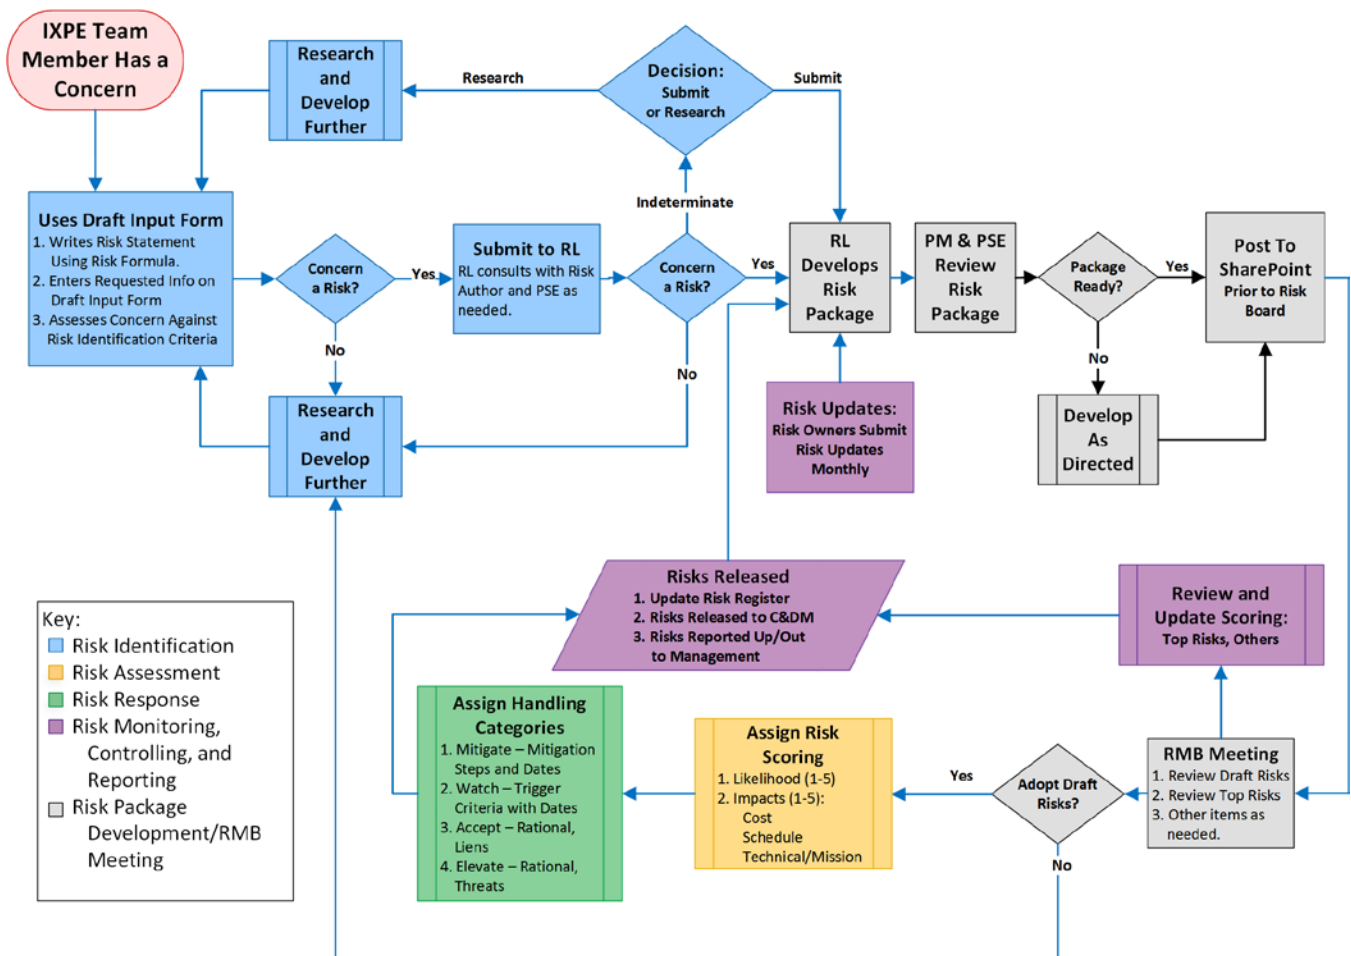 IXPE Team
Member Has a
Concern
Research
and
Develop
Further
Research
Decision:
Submit
or Research
Submit
Indeterminate
Uses Draft Input Form
1. Writes Risk Statement
Using Risk Formula.
2. Enters Requested Info on
Draft Input Form
3. Assesses Concern Against
Risk Identification Criteria
Concern
a Risk?
Yes
No
Submit to RL
RL consults with Risk
Author and PSE as
needed.
Concern
a Risk?
Yes
No
RL
Develops
Risk
Package
PM & PSE
Review
Risk
Package
Package
Ready?
Yes
No
Post To
SharePoint
Prior to Risk
Board
Research
and
Develop
Further
Risk Updates:
Risk Owners Submit
Risk Updates
Monthly
Develop
As
Directed
Risks Released
1. Update Risk Register
2. Risks Released to C&DM
3. Risks Reported Up/Out
to Management
Review and
Update Scoring:
Top Risks, Others
Key:
Risk Identification
Risk Assessment
Risk Response
Risk Monitoring,
Controlling, and
Reporting
Risk Package
Development/RMB
Meeting
Assign Handling
Categories
1. Mitigate – Mitigation
Steps and Dates
2. Watch – Trigger
Criteria with Dates
3. Accept – Rational,
Liens
4. Elevate – Rational,
Threats
Assign Risk
Scoring
1. Likelihood (1-5)
2. Impacts (1-5):
Cost
Schedule
Technical/Mission
Yes
Adopt Draft
Risks?
No
RMB Meeting
1. Review Draft Risks
2. Review Top Risks
3. Other items as
needed.